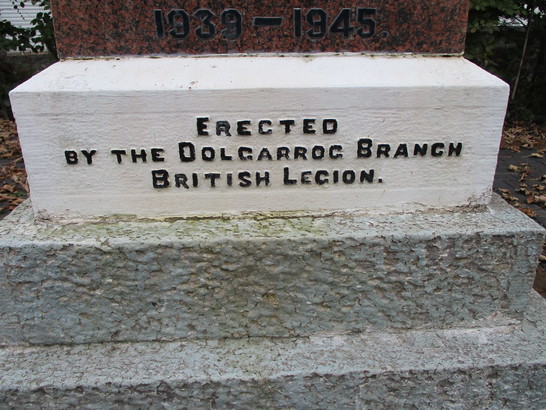 1939 – 1945.
ERECTED
BY THE DOLGARROG BRANCH
BRITISH LEGION.